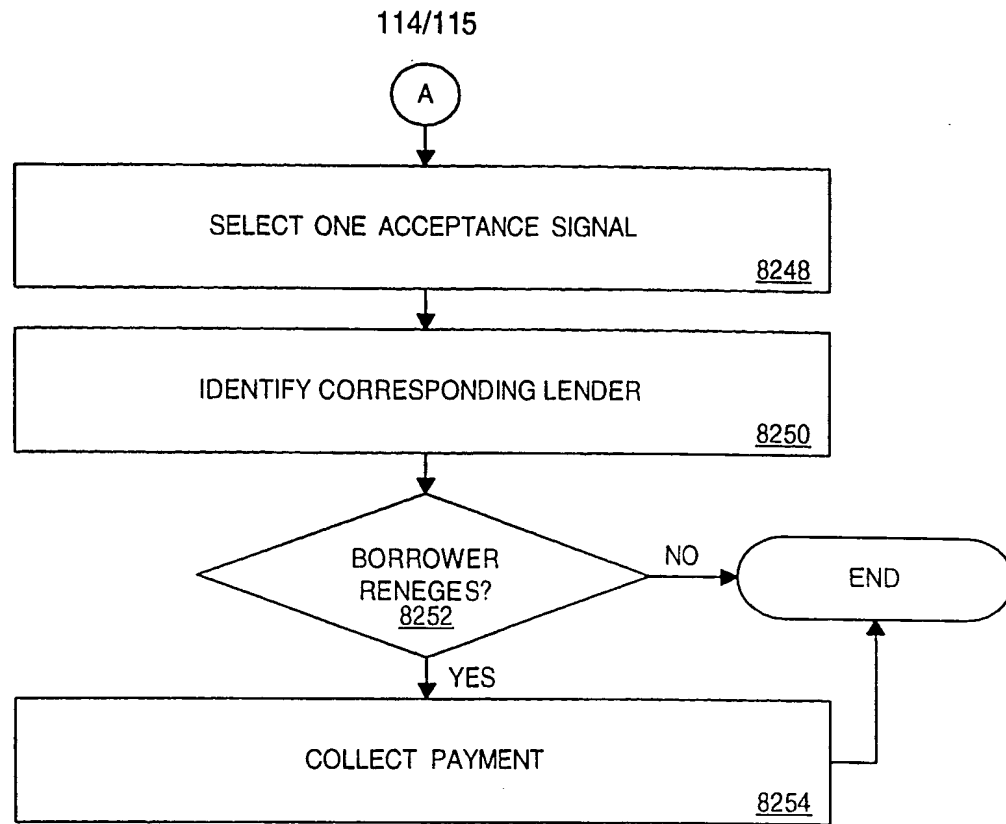 114/115
A
SELECT ONE ACCEPTANCE SIGNAL
8248
IDENTIFY CORRESPONDING LENDER
8250
BORROWER
RENEGES?
8252
NO
END
YES
COLLECT PAYMENT
8254